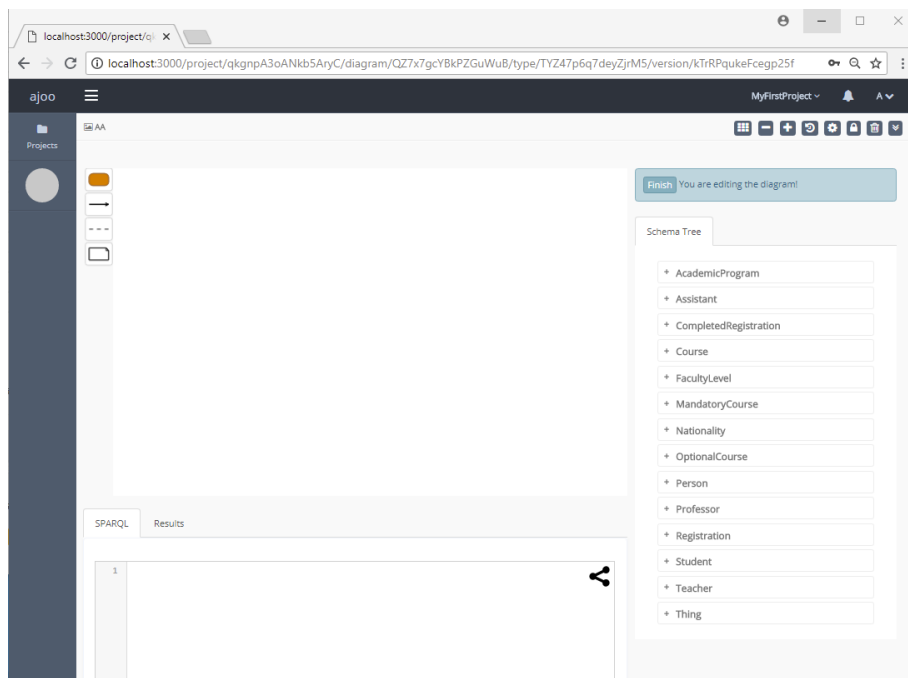 localhost:3000/project/q
localhost:3000/project/qkgnpA3oANkb5AryC/diagram/QZ7x7gcYBkPZGuWuB/type/TYZ47p6q7deyZjrM5/version/kTrRPqukeFcegp25f
ajoo
MyFirstProject
A
Projects
AA
Finish You are editing the diagram!
Schema Tree
+ AcademicProgram
+ Assistant
+ CompletedRegistration
+ Course
+ FacultyLevel
+ MandatoryCourse
+ Nationality
+ OptionalCourse
+ Person
+ Professor
+ Registration
+ Student
+ Teacher
+ Thing
SPARQL Results
1